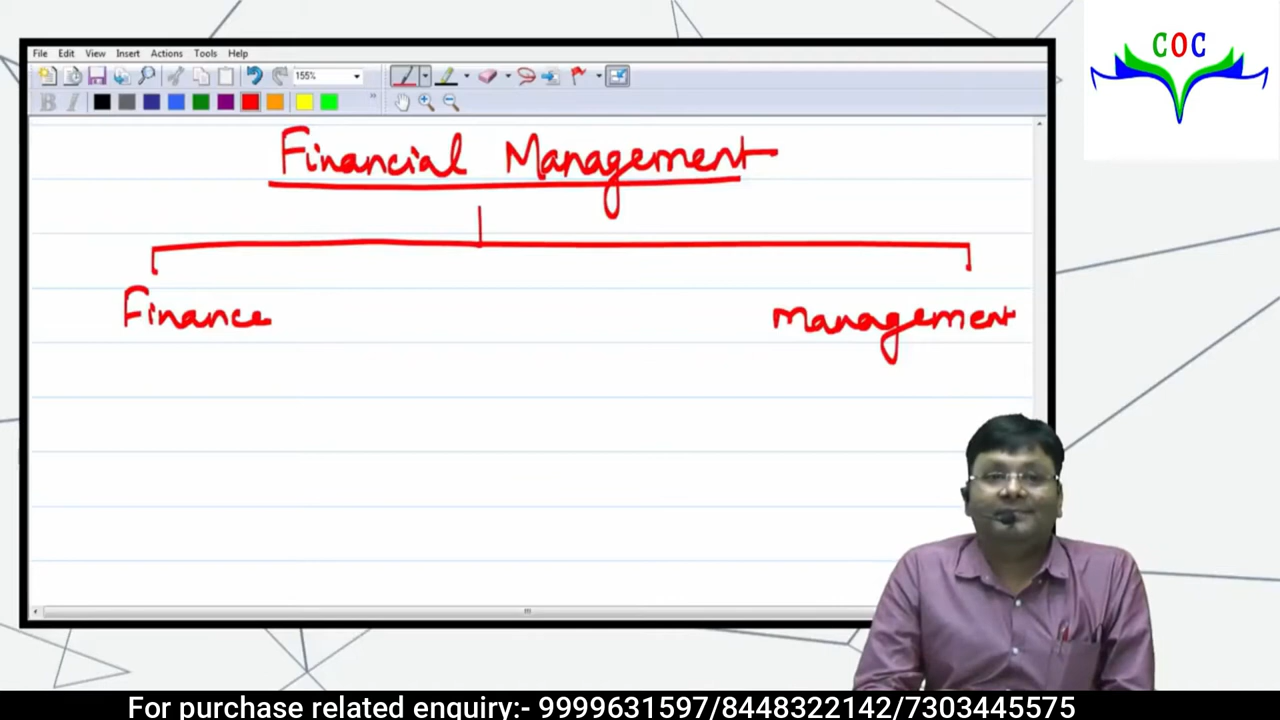 COC
File Edit View Insert Actions Tools Help
155%
B I
Financial Management
Finance Management
For purchase related enquiry:- 9999631597/8448322142/7303445575